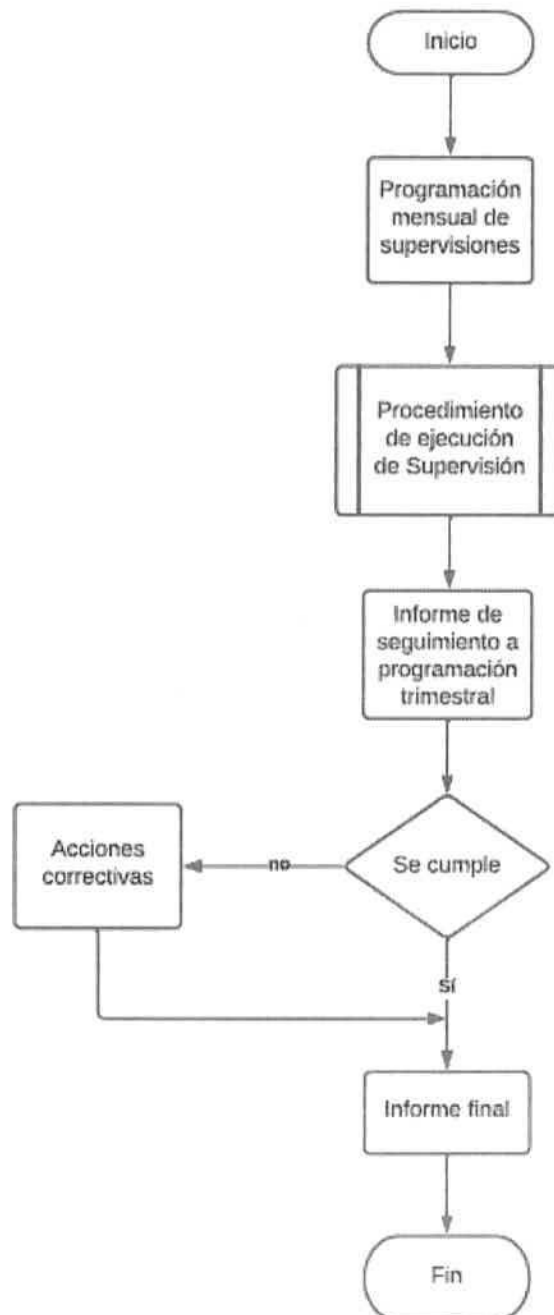 Inicio
Programación
mensual de
supervisiones
Procedimiento
de ejecución
de Supervisión
Informe de
seguimiento a
programación
trimestral
Se cumple
no
Acciones
correctivas
sí
Informe final
Fin